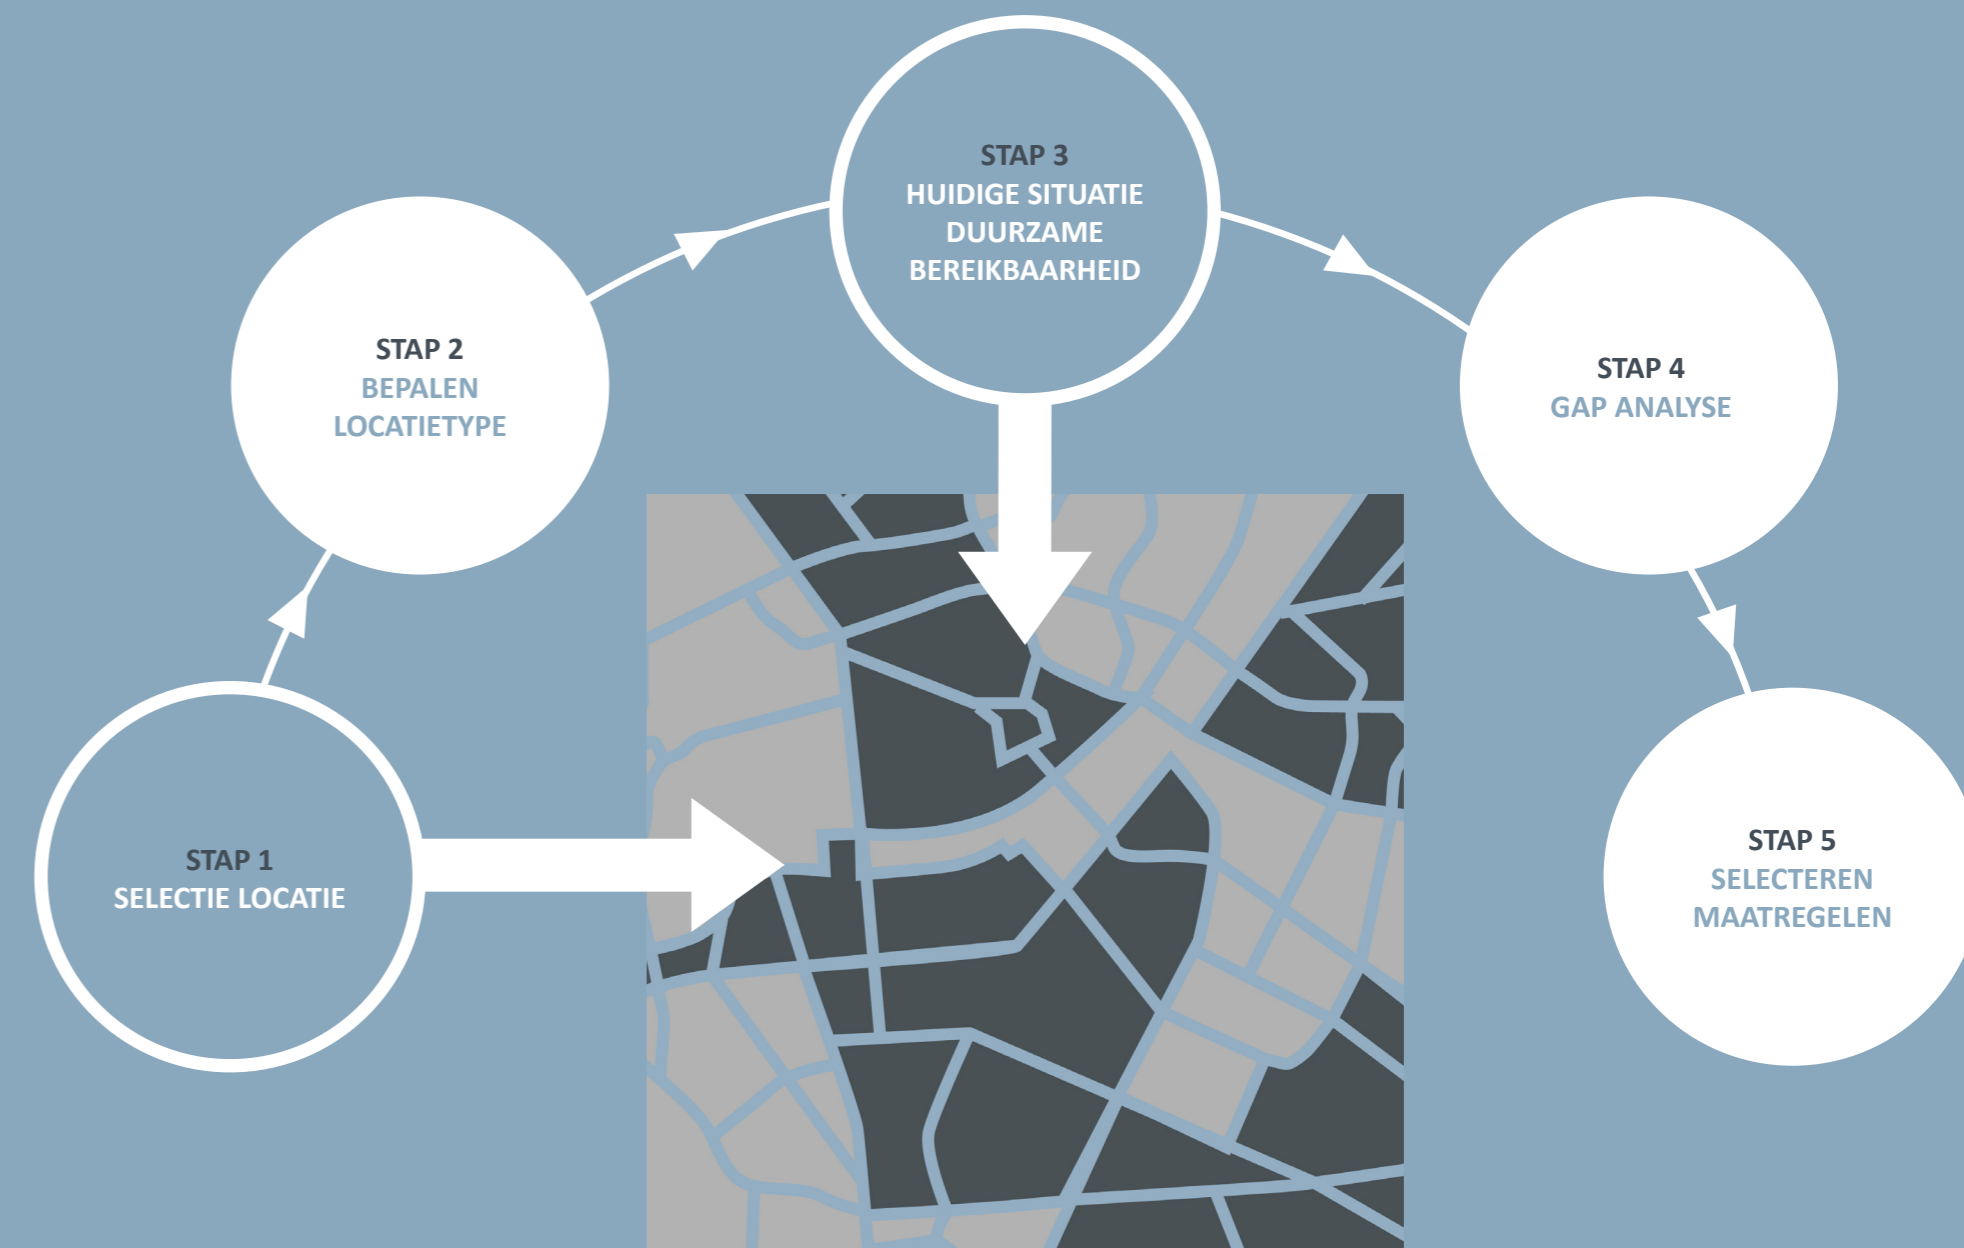 STAP 1
SELECTIE LOCATIE
STAP 2
BEPALEN
LOCATIETYPE
STAP 3
HUIDIGE SITUATIE
DUURZAME
BEREIKBAARHEID
STAP 4
GAP ANALYSE
STAP 5
SELECTEREN
MAATREGELEN